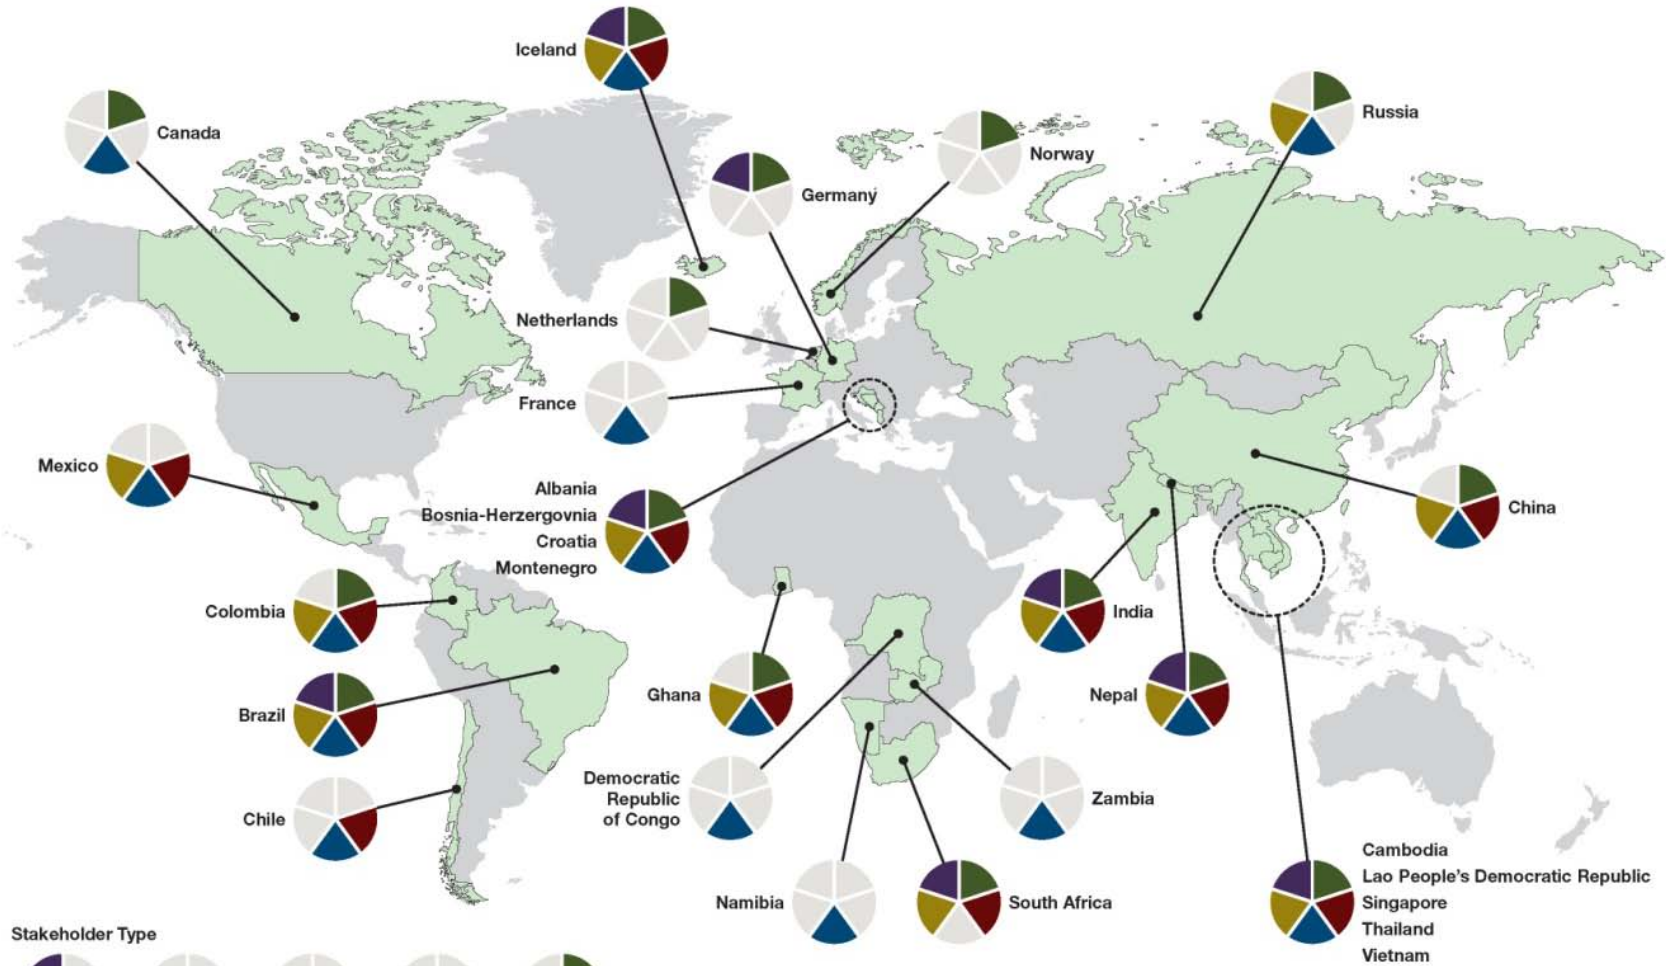 Iceland
Canada
Russia
Norway
Germany
Netherlands
France
Mexico
Albania
Bosnia-Herzergovnia
Croatia
Montenegro
China
Colombia
India
Ghana
Nepal
Brazil
Democratic
Republic
of Congo
Zambia
Chile
Cambodia
Lao People's Democratic Republic
Namibia
South Africa
Singapore
Thailand
Stakeholder Type
Vietnam